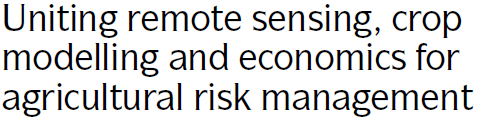 Uniting remote sensing, crop
modelling and economics for
agricultural risk management